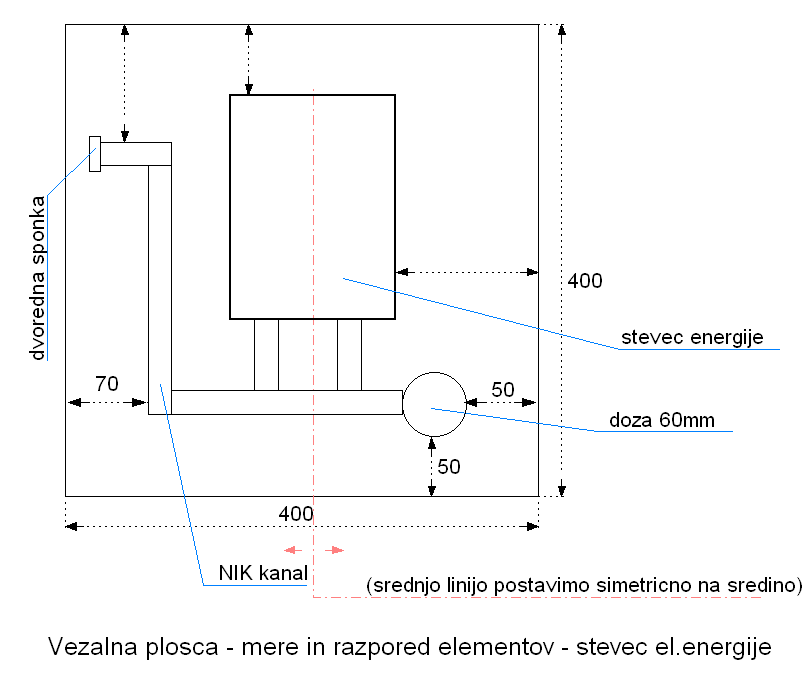 dvoredna sponka
400
stevec energije
70
50
doza 60mm
50
400
NIK kanal
(srednjo linijo postavimo simetricno na sredino)
Vezalna plosca - mere in razpored elementov - stevec el.energije